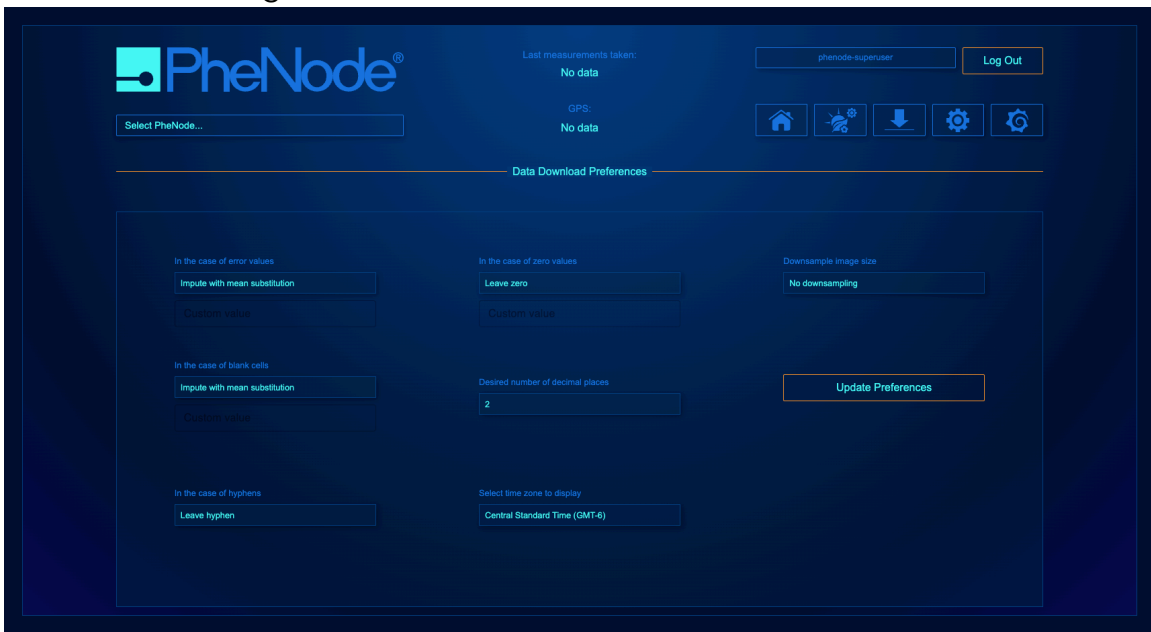 PheNode®
Last measurements taken:
No data
phenode-superuser
Log Out
GPS:
No data
Select PheNode...
Data Download Preferences
In the case of error values
Impute with mean substitution
Custom value
In the case of zero values
Leave zero
Custom value
Downsample image size
No downsampling
In the case of blank cells
Impute with mean substitution
Custom value
Desired number of decimal places
2
Update Preferences
In the case of hyphens
Leave hyphen
Select time zone to display
Central Standard Time (GMT-6)